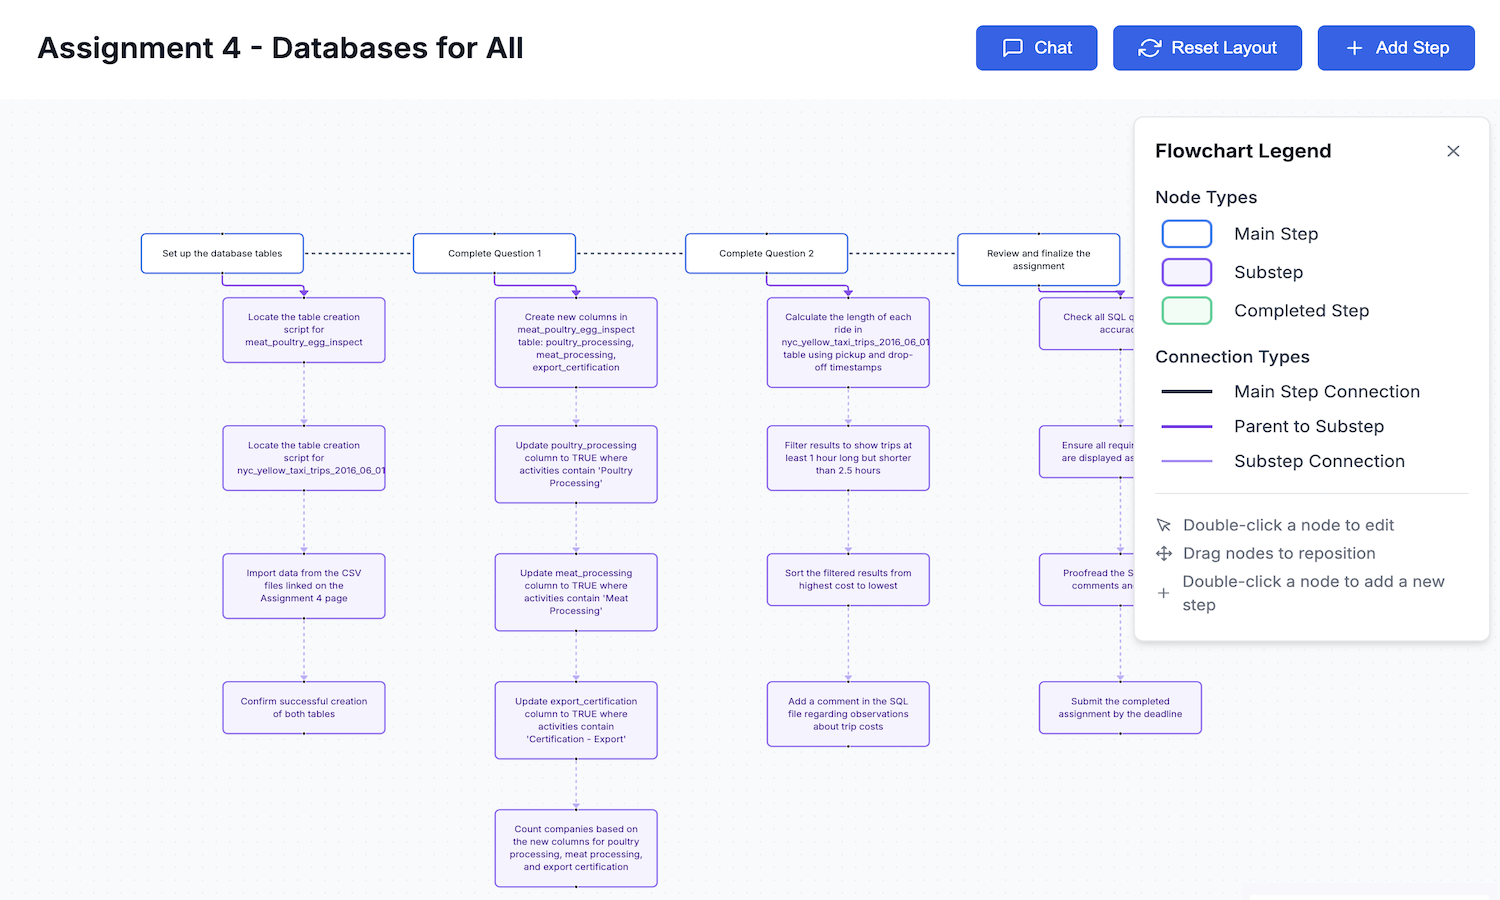 Assignment 4 - Databases for All
Chat
Reset Layout
Add Step
Flowchart Legend
Node Types
Main Step
Substep
Completed Step
Connection Types
Main Step Connection
Parent to Substep
Substep Connection
Double-click a node to edit
Drag nodes to reposition
Double-click a node to add a new
step
Set up the database tables
Locate the table creation
script for
meat_poultry_egg_inspect
Locate the table creation
script for
nyc_yellow_taxi_trips_2016_06_01
Import data from the CSV
files linked on the
Assignment 4 page
Confirm successful creation
of both tables
Complete Question 1
Create new columns in
meat_poultry_egg_inspect
table: poultry_processing,
meat_processing,
export_certification
Update poultry_processing
column to TRUE where
activities contain 'Poultry
Processing'
Update meat_processing
column to TRUE where
activities contain 'Meat
Processing'
Update export_certification
column to TRUE where
activities contain
'Certification - Export'
Count companies based on
the new columns for poultry
processing, meat processing,
and export certification
Complete Question 2
Calculate the length of each
ride in
nyc_yellow_taxi_trips_2016_06_01
table using pickup and drop-
off timestamps
Filter results to show trips at
least 1 hour long but shorter
than 2.5 hours
Sort the filtered results from
highest cost to lowest
Add a comment in the SQL
file regarding observations
about trip costs
Review and finalize the
assignment
Check all SQL
Ensure all
are displayed
Proofread the
comments
Submit the completed
assignment by the deadline